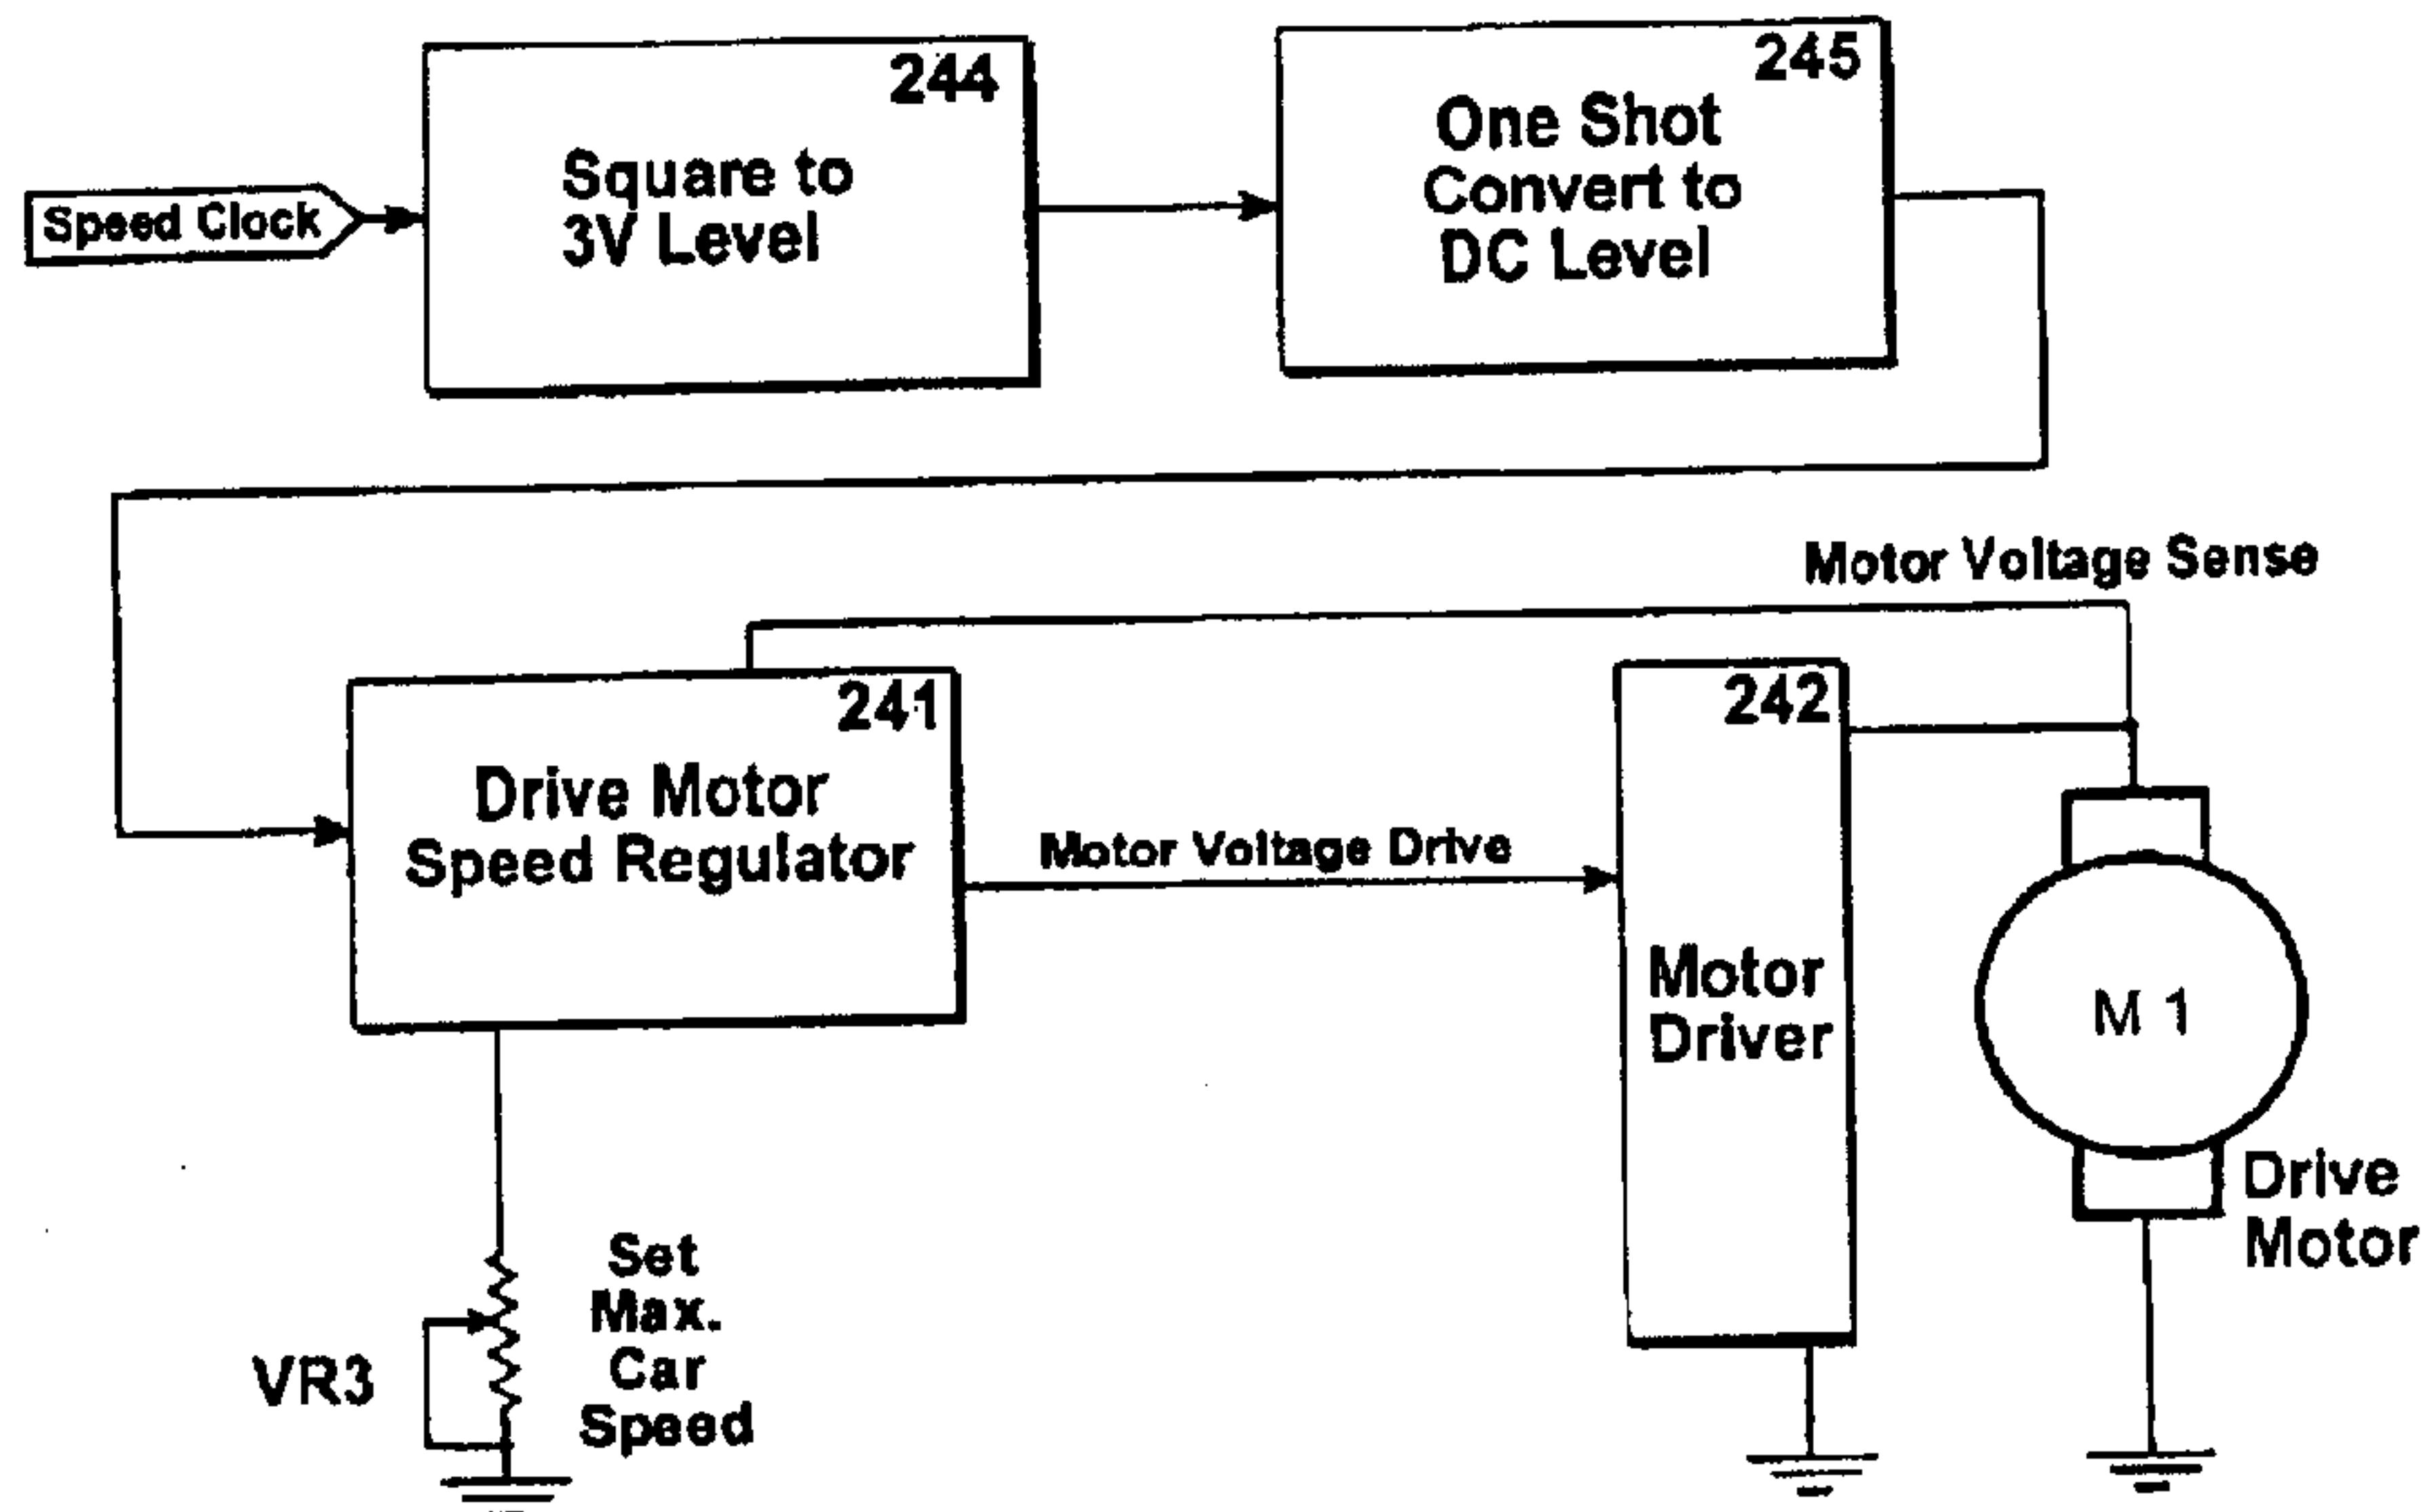 244
Square to
3V Level
245
One Shot
Convert to
DC Level
Speed Clock
Motor Voltage Sense
241
Drive Motor
Speed Regulator
Motor Voltage Drive
242
Motor
Driver
M 1
Drive
Motor
Set
Max.
Car
Speed
VR3